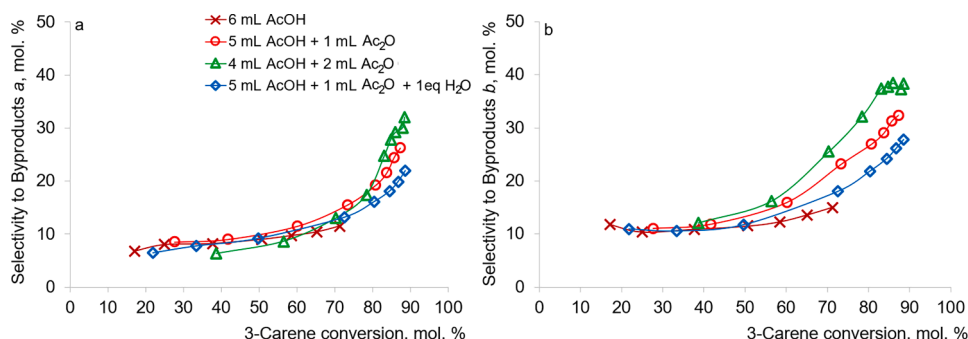 a
6 mL AcOH
5 mL AcOH + 1 mL Ac₂O
4 mL AcOH + 2 mL Ac₂O
5 mL AcOH + 1 mL Ac₂O + 1eq H₂O
Selectivity to Byproducts a, mol. %
50
40
30
20
10
0
0 10 20 30 40 50 60 70 80 90 100
3-Carene conversion, mol. %
b
Selectivity to Byproducts b, mol. %
50
40
30
20
10
0
0 10 20 30 40 50 60 70 80 90 100
3-Carene conversion, mol. %